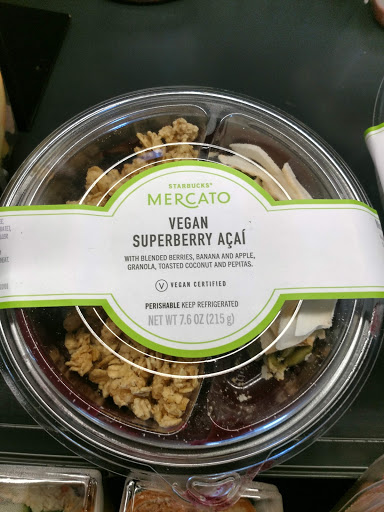 STARBUCKS®
MERCATO
VEGAN
SUPERBERRY AÇAÍ
WITH BLENDED BERRIES, BANANA AND APPLE,
GRANOLA, TOASTED COCONUT AND PEPITAS.
V VEGAN CERTIFIED
PERISHABLE KEEP REFRIGERATED
NET WT 7.6 OZ (215g)